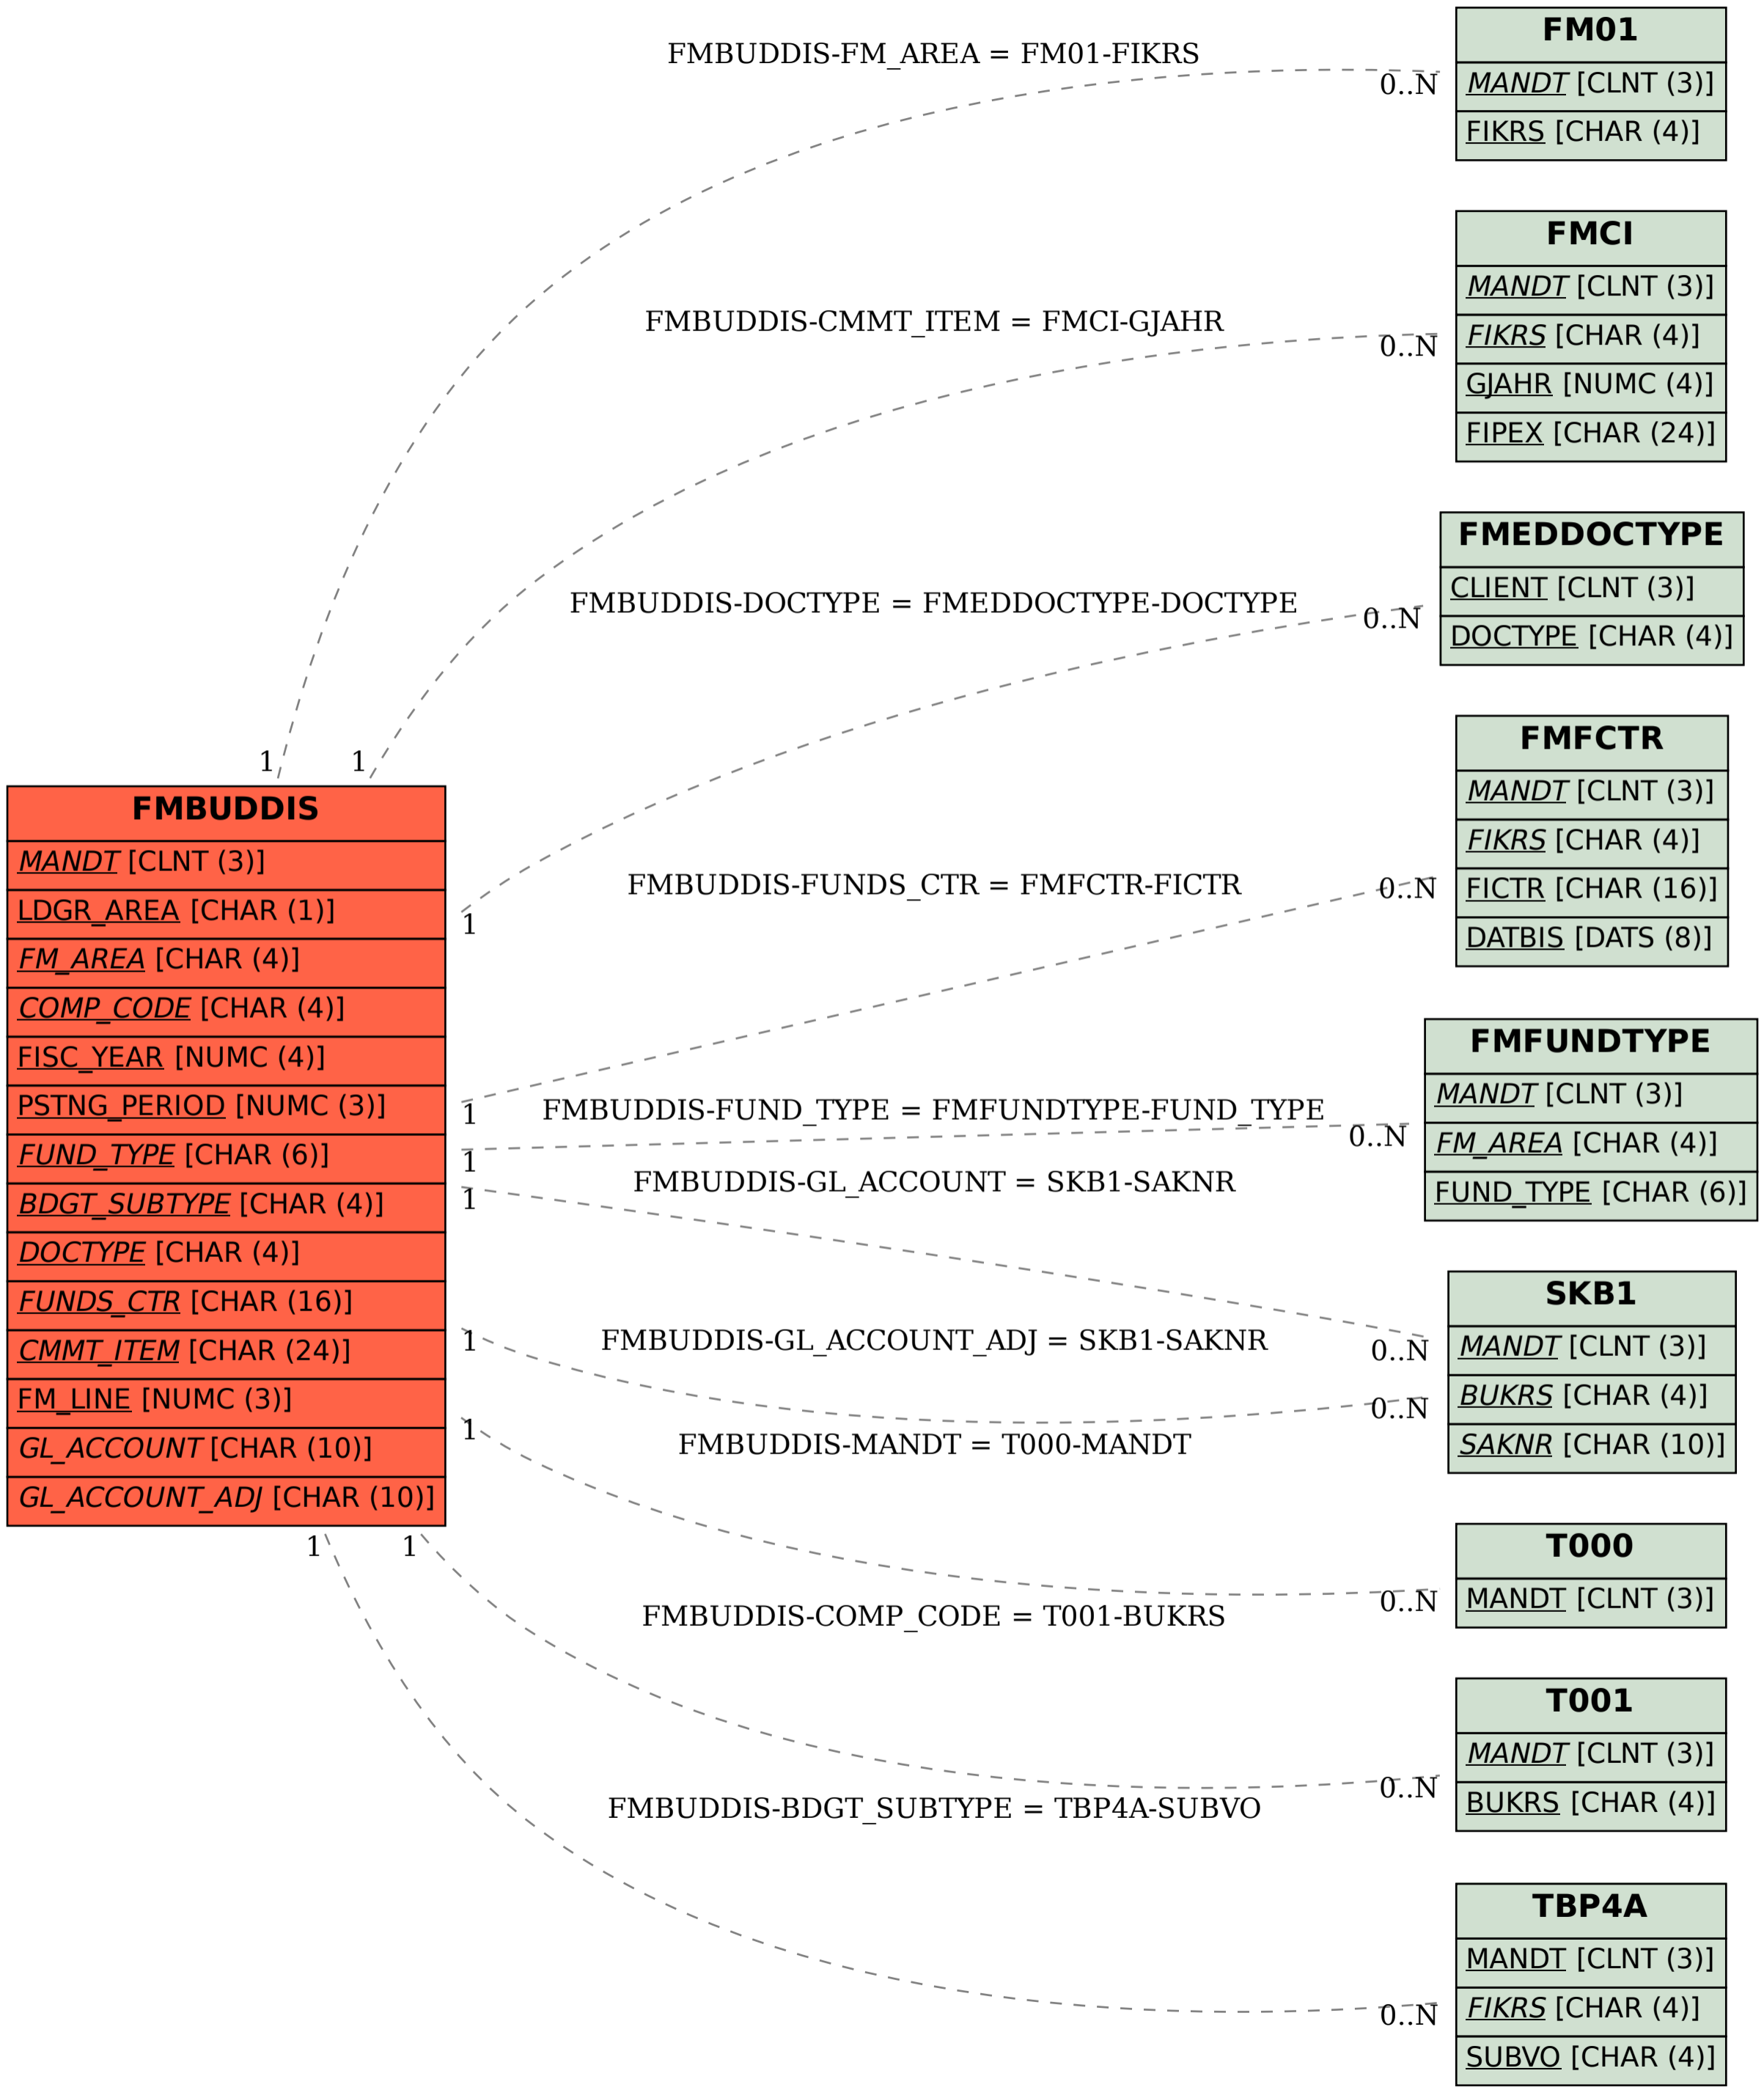 FMBUDDIS-FM_AREA = FM01-FIKRS
0..N
FM01
MANDT [CLNT (3)]
FIKRS [CHAR (4)]
FMBUDDIS-CMMT_ITEM = FMCI-GJAHR
0..N
FMCI
MANDT [CLNT (3)]
FIKRS [CHAR (4)]
GJAHR [NUMC (4)]
FIPEX [CHAR (24)]
FMBUDDIS-DOCTYPE = FMEDDOCTYPE-DOCTYPE
0..N
FMEDDOCTYPE
CLIENT [CLNT (3)]
DOCTYPE [CHAR (4)]
1
1
FMBUDDIS
MANDT [CLNT (3)]
LDGR_AREA [CHAR (1)]
FM_AREA [CHAR (4)]
COMP_CODE [CHAR (4)]
FISC_YEAR [NUMC (4)]
PSTNG_PERIOD [NUMC (3)]
FUND_TYPE [CHAR (6)]
BDGT_SUBTYPE [CHAR (4)]
DOCTYPE [CHAR (4)]
FUNDS_CTR [CHAR (16)]
CMMT_ITEM [CHAR (24)]
FM_LINE [NUMC (3)]
GL_ACCOUNT [CHAR (10)]
GL_ACCOUNT_ADJ [CHAR (10)]
1
FMBUDDIS-FUNDS_CTR = FMFCTR-FICTR
0..N
FMFCTR
MANDT [CLNT (3)]
FIKRS [CHAR (4)]
FICTR [CHAR (16)]
DATBIS [DATS (8)]
1
FMBUDDIS-FUND_TYPE = FMFUNDTYPE-FUND_TYPE
1
0..N
FMFUNDTYPE
MANDT [CLNT (3)]
FM_AREA [CHAR (4)]
FUND_TYPE [CHAR (6)]
1
FMBUDDIS-GL_ACCOUNT = SKB1-SAKNR
0..N
1
FMBUDDIS-GL_ACCOUNT_ADJ = SKB1-SAKNR
0..N
SKB1
MANDT [CLNT (3)]
BUKRS [CHAR (4)]
SAKNR [CHAR (10)]
1
FMBUDDIS-MANDT = T000-MANDT
0..N
T000
MANDT [CLNT (3)]
1
1
FMBUDDIS-COMP_CODE = T001-BUKRS
0..N
T001
MANDT [CLNT (3)]
BUKRS [CHAR (4)]
FMBUDDIS-BDGT_SUBTYPE = TBP4A-SUBVO
0..N
TBP4A
MANDT [CLNT (3)]
FIKRS [CHAR (4)]
SUBVO [CHAR (4)]